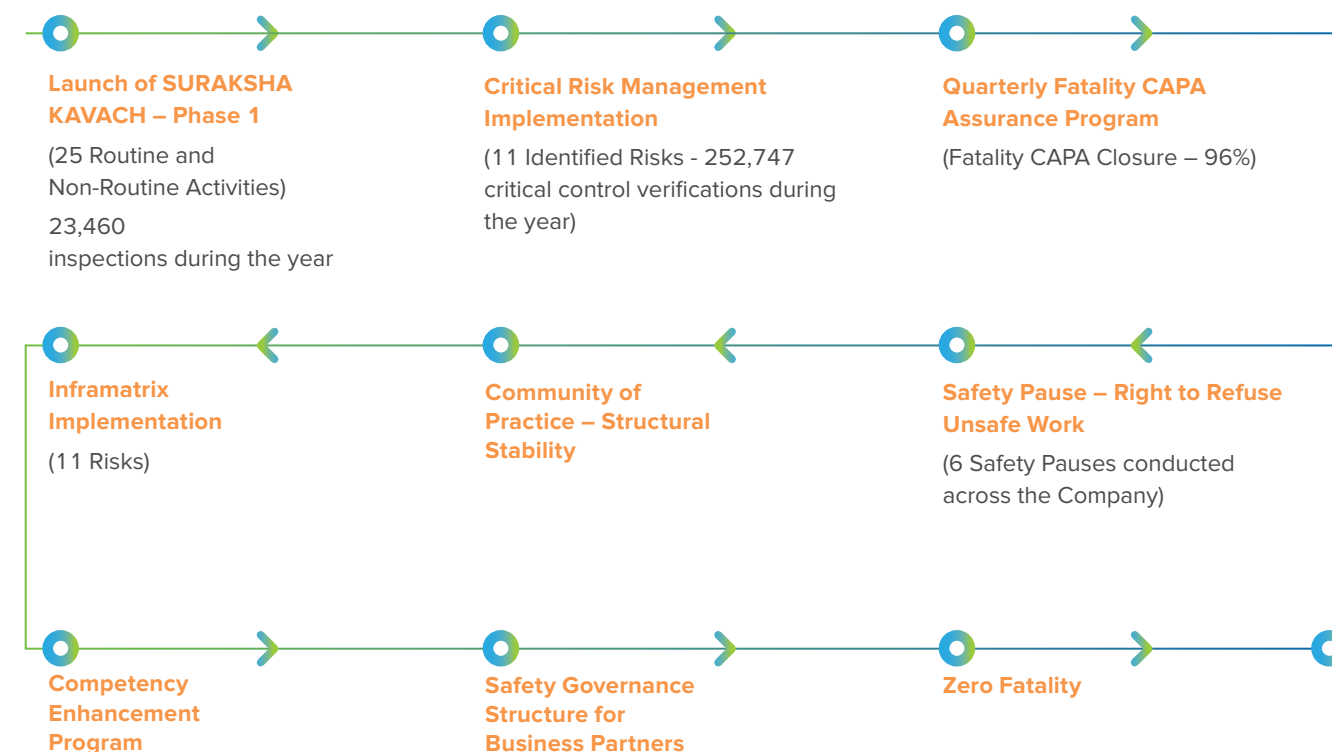 Launch of SURAKSHA
KAVACH – Phase 1
(25 Routine and
Non-Routine Activities)
23,460
inspections during the year
Critical Risk Management
Implementation
(11 Identified Risks - 252,747
critical control verifications during
the year)
Quarterly Fatality CAPA
Assurance Program
(Fatality CAPA Closure – 96%)
Inframatrix
Implementation
(11 Risks)
Community of
Practice – Structural
Stability
Safety Pause – Right to Refuse
Unsafe Work
(6 Safety Pauses conducted
across the Company)
Competency
Enhancement
Program
Safety Governance
Structure for
Business Partners
Zero Fatality